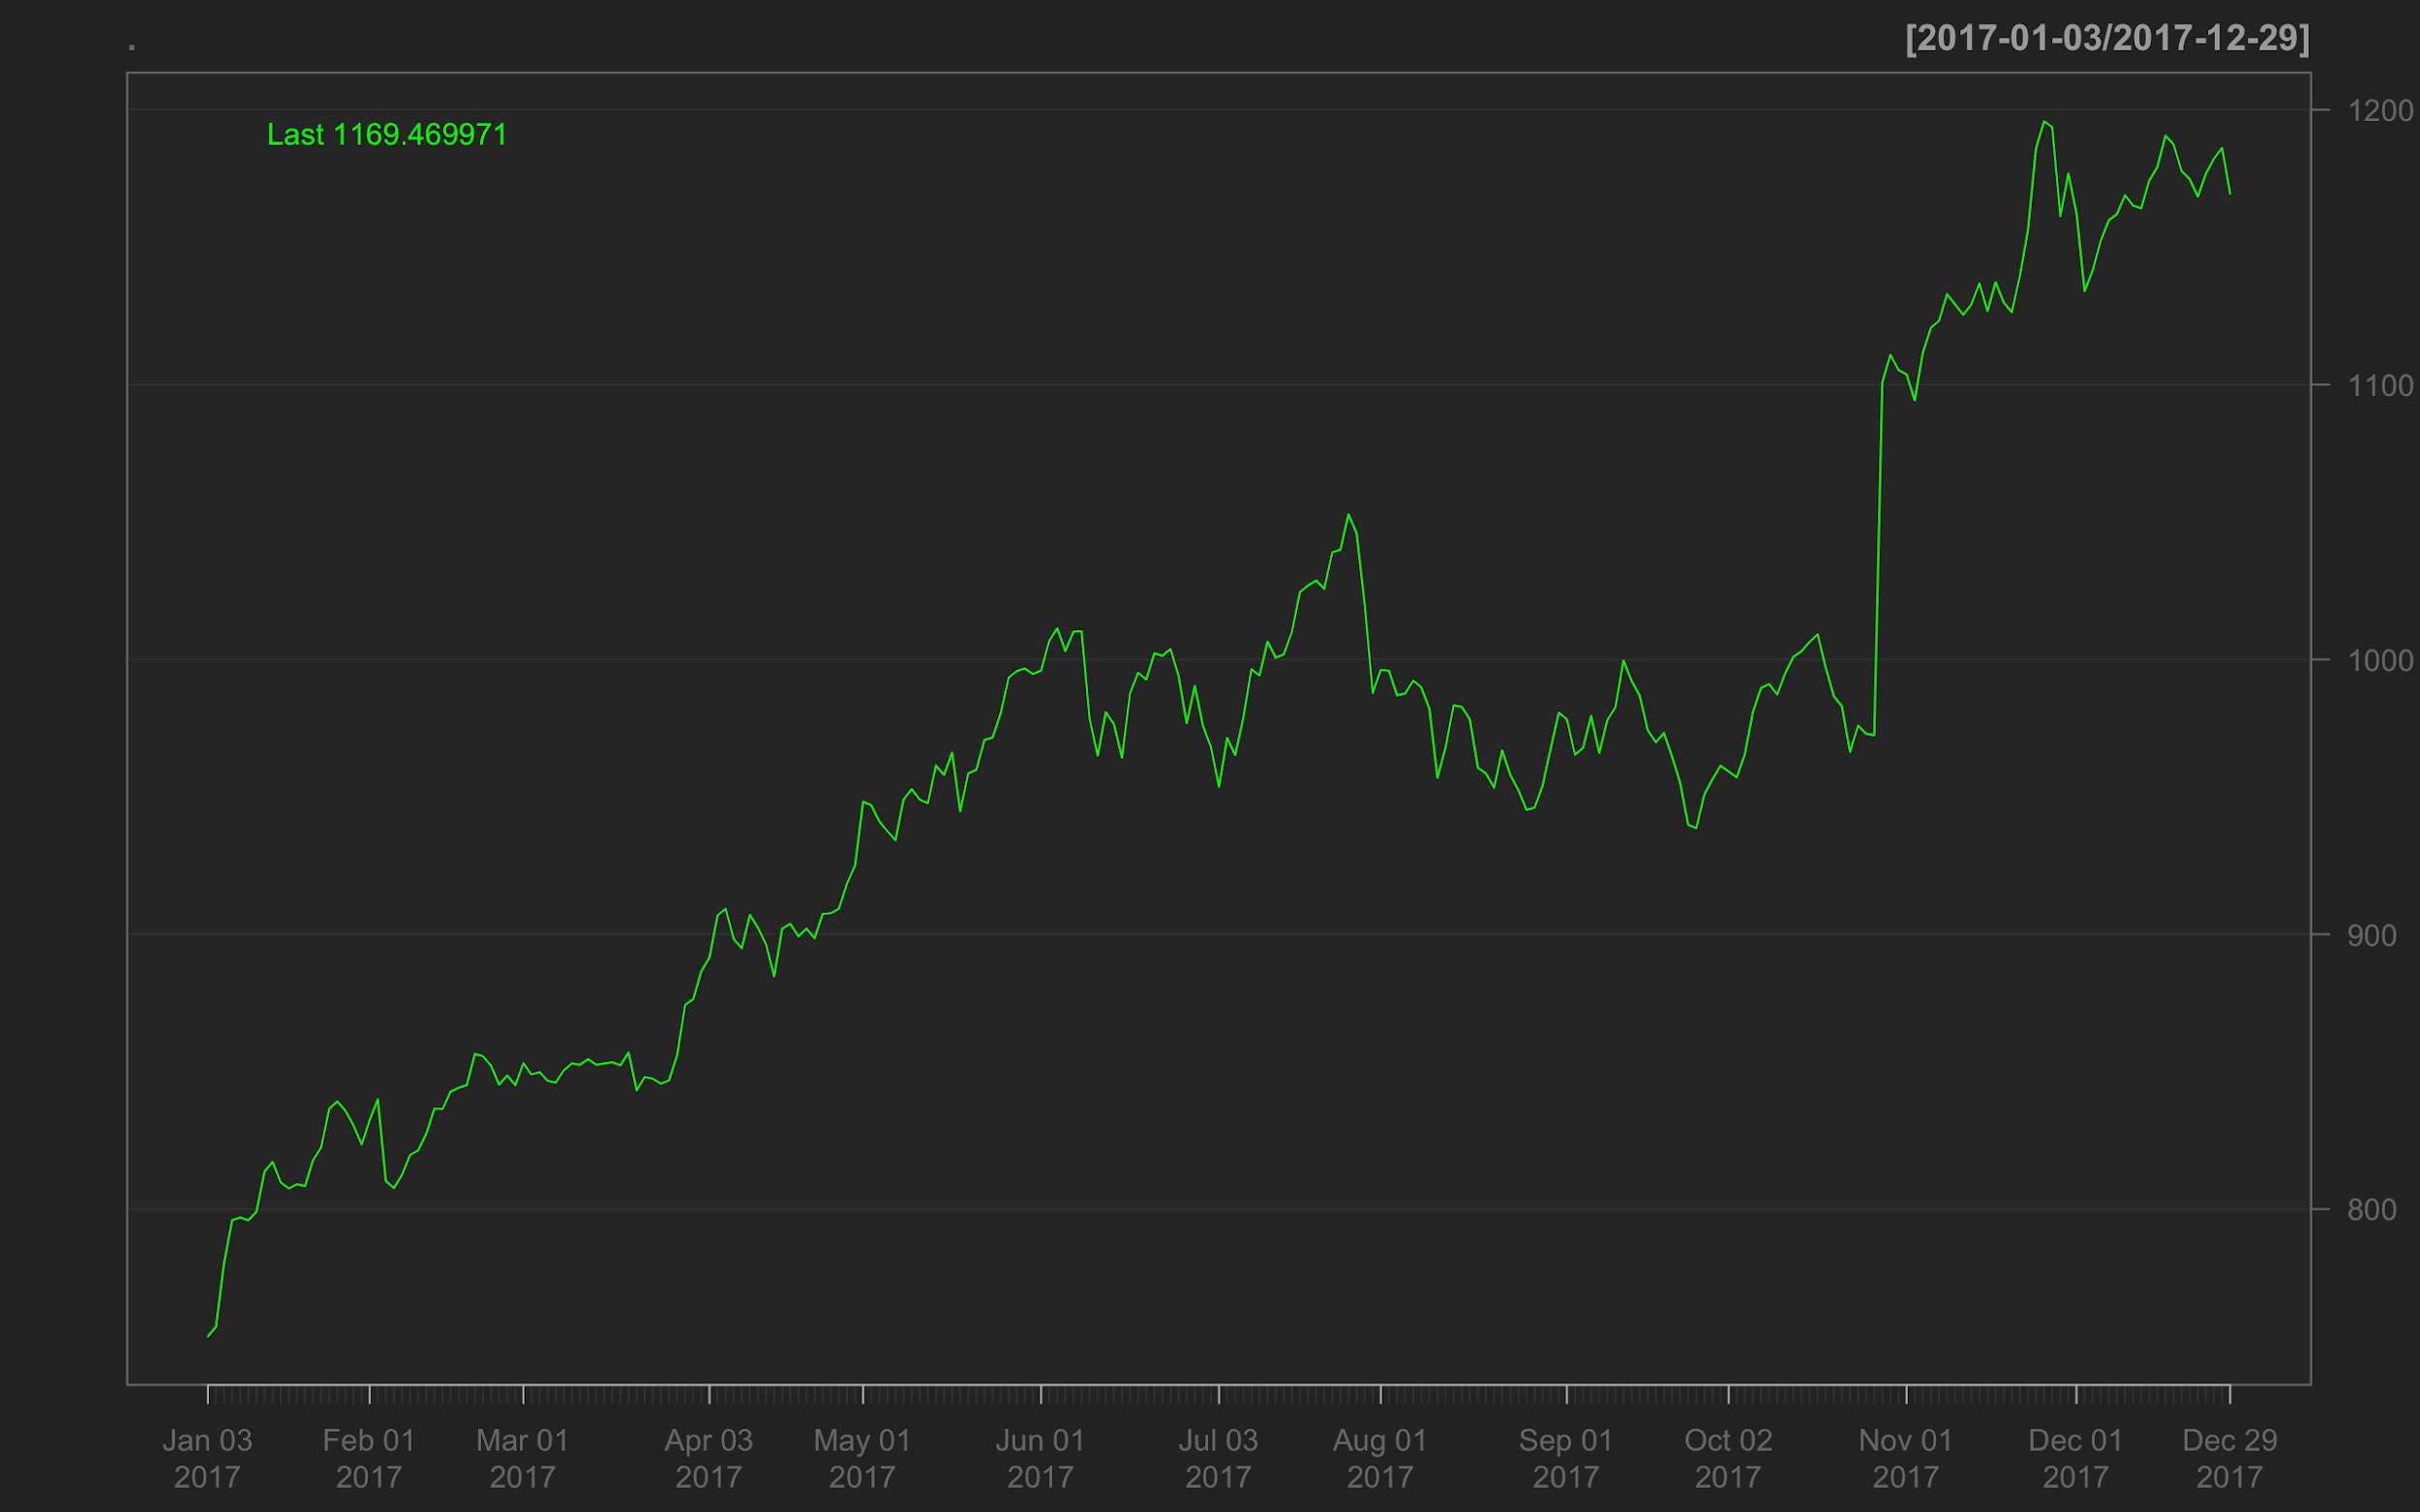 .
[2017-01-03/2017-12-29]
Last 1169.469971
1200
1100
1000
900
800
Jan 03 2017
Feb 01 2017
Mar 01 2017
Apr 03 2017
May 01 2017
Jun 01 2017
Jul 03 2017
Aug 01 2017
Sep 01 2017
Oct 02 2017
Nov 01 2017
Dec 01 2017
Dec 29 2017